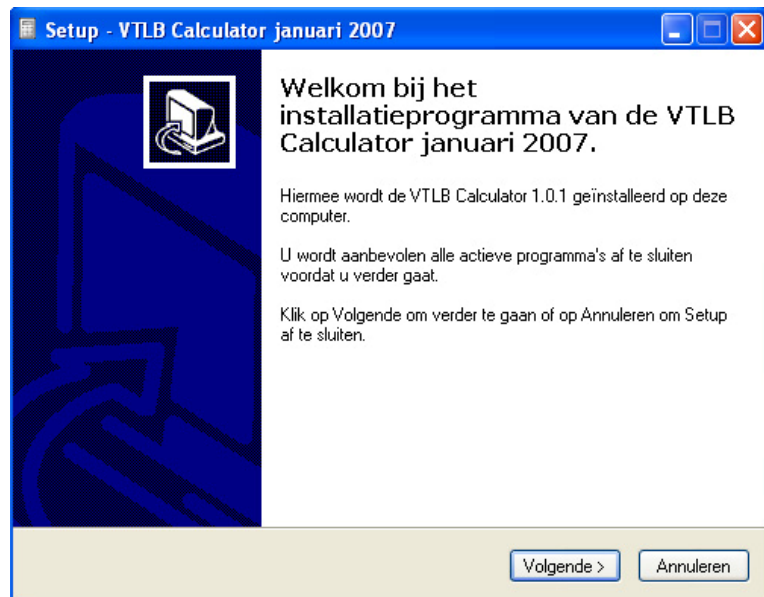 Setup - VTLB Calculator januari 2007
Welkom bij het
installatieprogramma van de VTLB
Calculator januari 2007.
Hiermee wordt de VTLB Calculator 1.0.1 geïnstalleerd op deze
computer.
U wordt aanbevolen alle actieve programma's af te sluiten
voordat u verder gaat.
Klik op Volgende om verder te gaan of op Annuleren om Setup
af te sluiten.
Volgende >
Annuleren